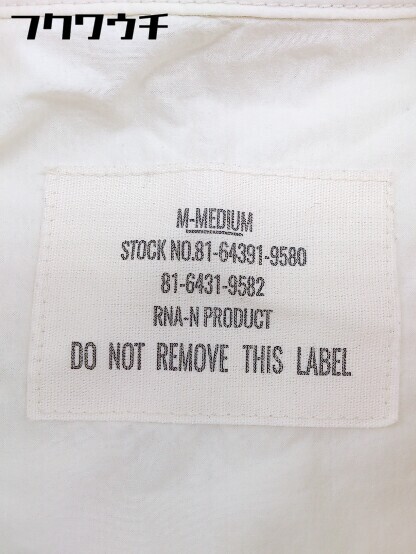 フクワウチ
M-MEDIUM
STOCK NO.81-64391-9580
81-6431-9582
RNA-N PRODUCT
DO NOT REMOVE THIS LABEL